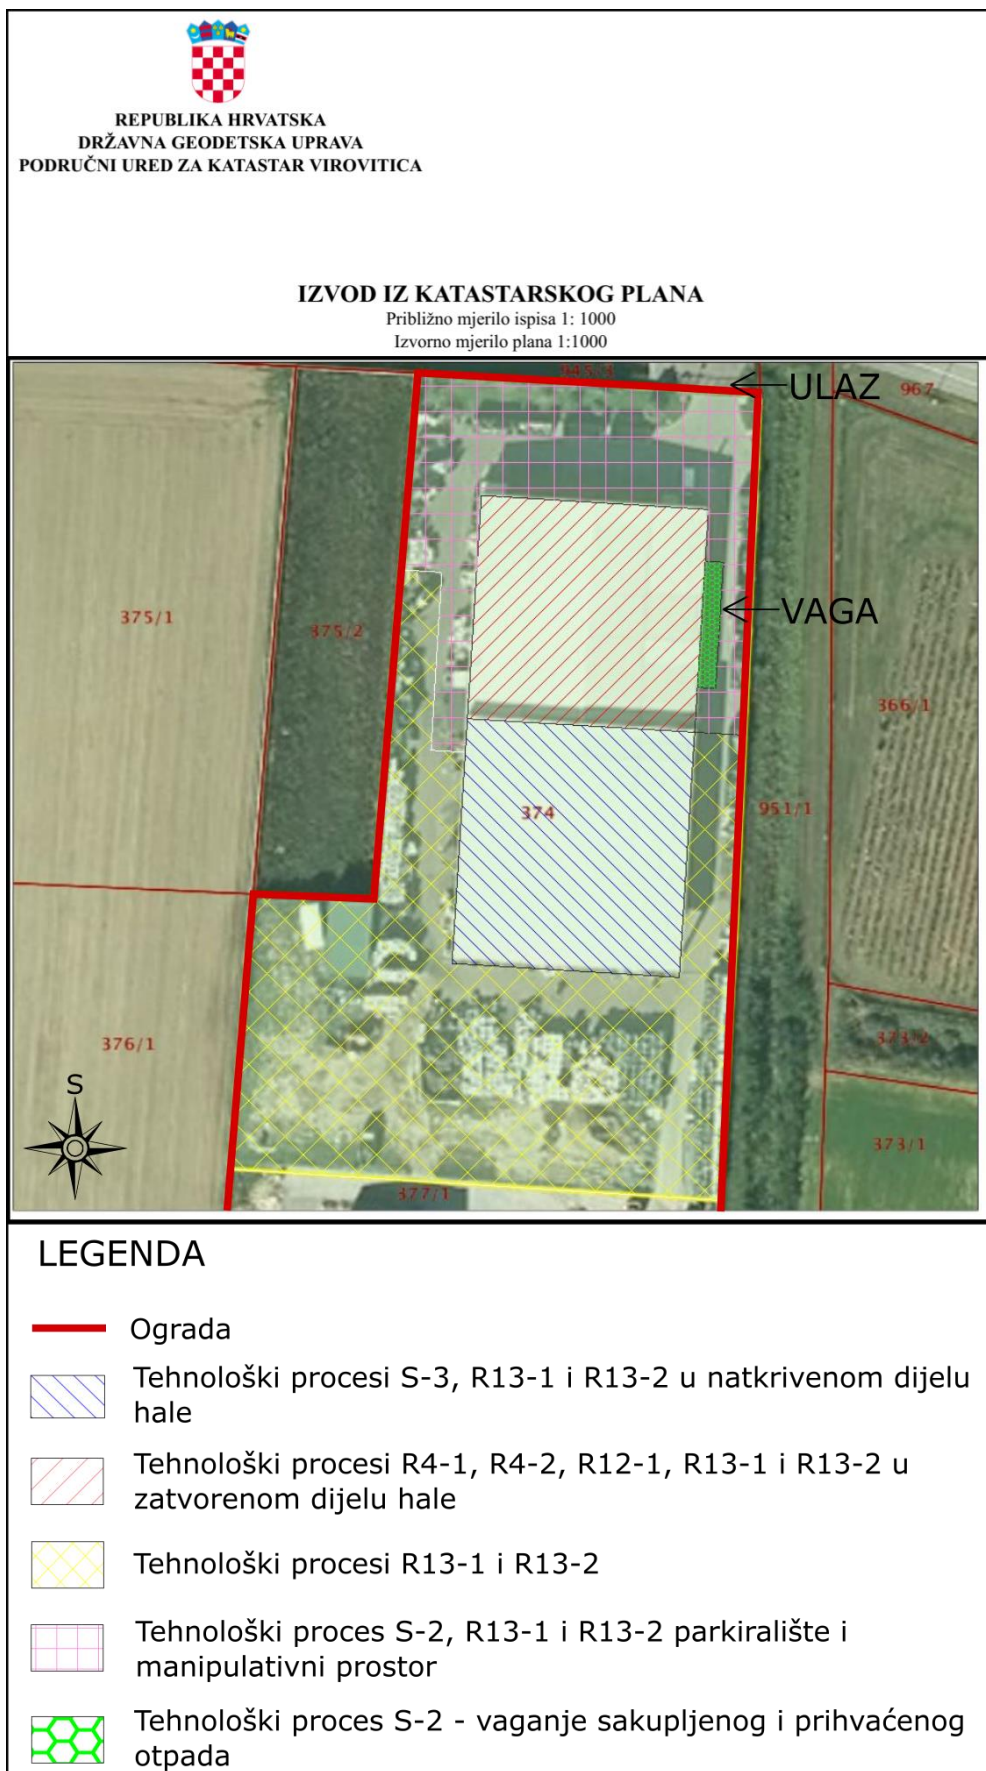 REPUBLIKA HRVATSKA
DRŽAVNA GEODETSKA UPRAVA
PODRUČNI URED ZA KATASTAR VIROVITICA
IZVOD IZ KATASTARSKOG PLANA
Približno mjerilo ispisa 1: 1000
Izvorno mjerilo plana 1:1000
945/3
ULAZ
967
375/1
375/2
VAGA
366/1
374
951/1
376/1
373/2
S
373/1
377/1
LEGENDA
Ograda
Tehnološki procesi S-3, R13-1 i R13-2 u natkrivenom dijelu
hale
Tehnološki procesi R4-1, R4-2, R12-1, R13-1 i R13-2 u
zatvorenom dijelu hale
Tehnološki procesi R13-1 i R13-2
Tehnološki proces S-2, R13-1 i R13-2 parkiralište i
manipulativni prostor
Tehnološki proces S-2 - vaganje sakupljenog i prihvaćenog
otpada